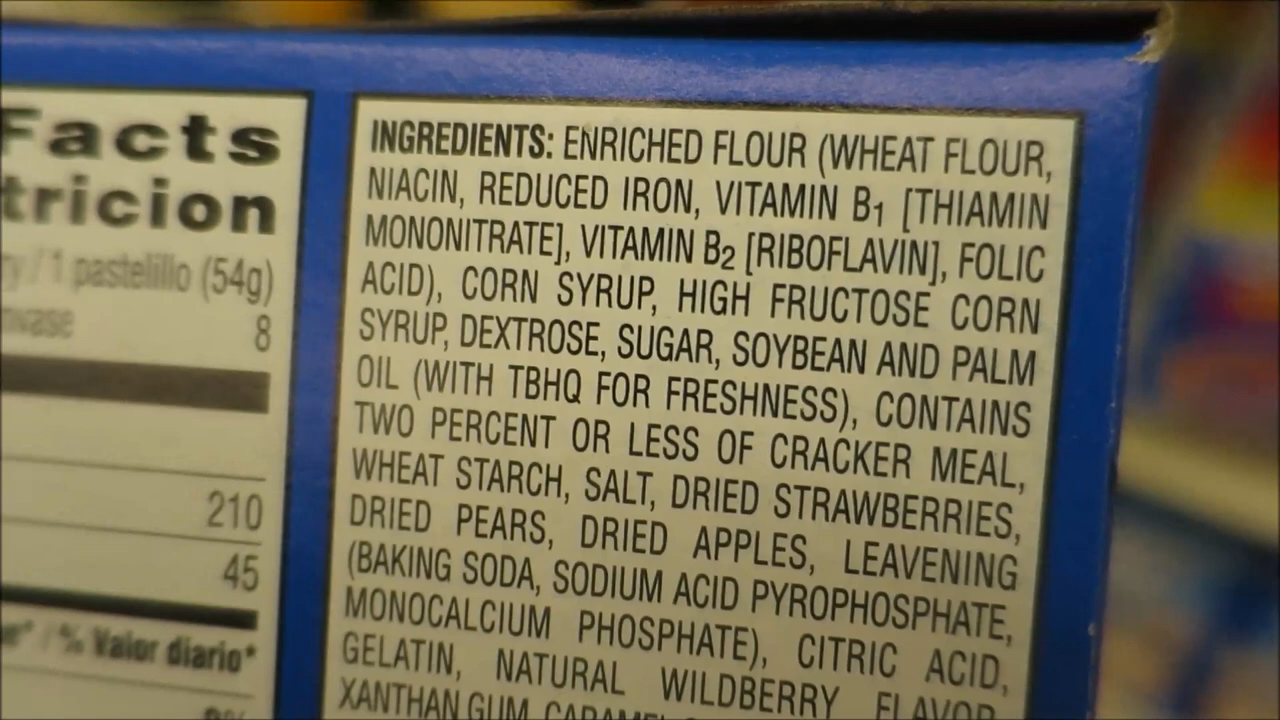 Facts
tricion
/ 1 pastelillo (54g)
8
210
45
/ % Valor diario*
INGREDIENTS: ENRICHED FLOUR (WHEAT FLOUR,
NIACIN, REDUCED IRON, VITAMIN B1 [THIAMIN
MONONITRATE], VITAMIN B2 [RIBOFLAVIN], FOLIC
ACID), CORN SYRUP, HIGH FRUCTOSE CORN
SYRUP, DEXTROSE, SUGAR, SOYBEAN AND PALM
OIL (WITH TBHQ FOR FRESHNESS), CONTAINS
TWO PERCENT OR LESS OF CRACKER MEAL,
WHEAT STARCH, SALT, DRIED STRAWBERRIES,
DRIED PEARS, DRIED APPLES, LEAVENING
(BAKING SODA, SODIUM ACID PYROPHOSPHATE,
MONOCALCIUM PHOSPHATE), CITRIC ACID,
GELATIN, NATURAL WILDBERRY FLAVOR,
XANTHAN GUM, CARAMEL